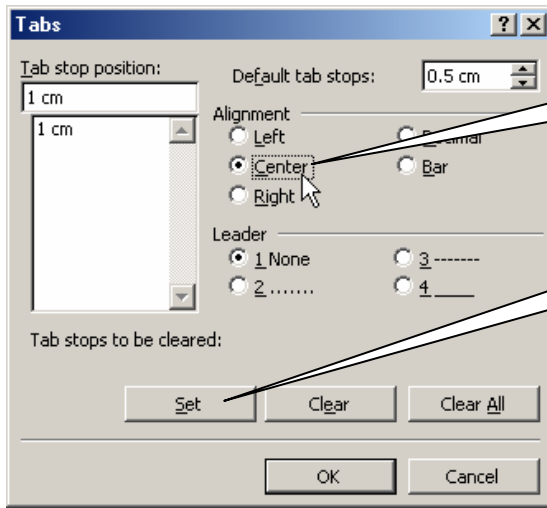 Tabs
Tab stop position:
Default tab stops:
0.5 cm
1 cm
1 cm
Alignment
Left
Center
Bar
Right
Leader
1 None
3 -------
2 .......
4 ____
Tab stops to be cleared:
Set
Clear
Clear All
OK
Cancel